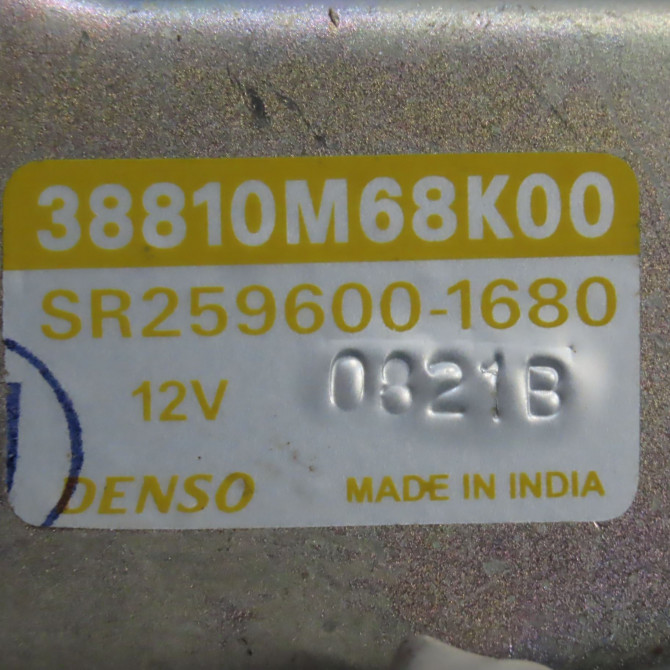 38810M68K00
SR259600-1680
12V 0821B
DENSO MADE IN INDIA